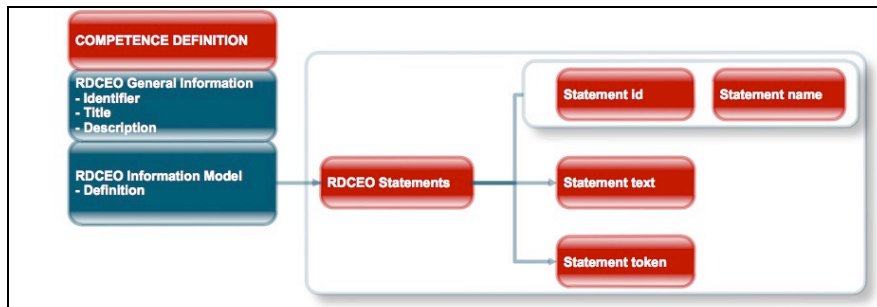 COMPETENCE DEFINITION
RDCEO General Information
- Identifier
- Title
- Description
RDCEO Information Model
- Definition
RDCEO Statements
Statement id
Statement name
Statement text
Statement token